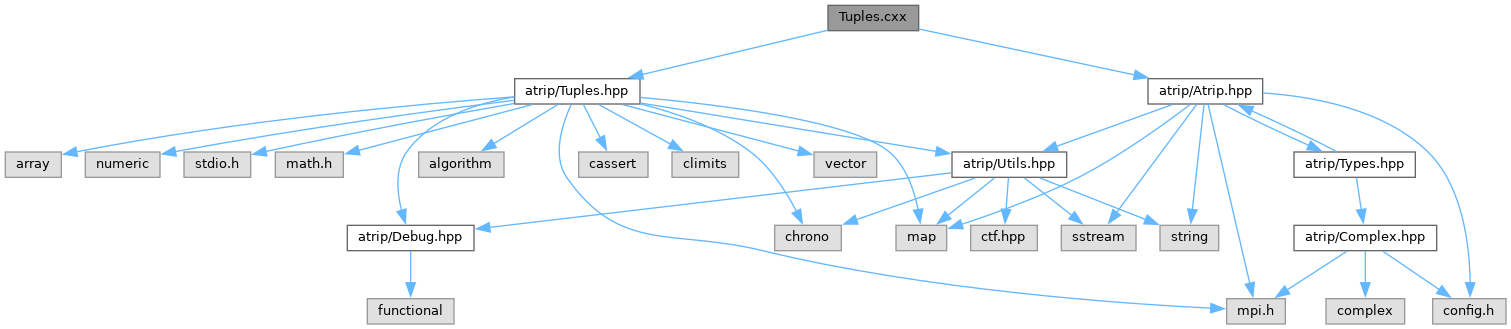 Tuples.cxx
atrip/Tuples.hpp
atrip/Atrip.hpp
array
numeric
stdio.h
math.h
algorithm
cassert
climits
vector
atrip/Utils.hpp
atrip/Types.hpp
atrip/Debug.hpp
chrono
map
ctf.hpp
sstream
string
atrip/Complex.hpp
functional
mpi.h
complex
config.h